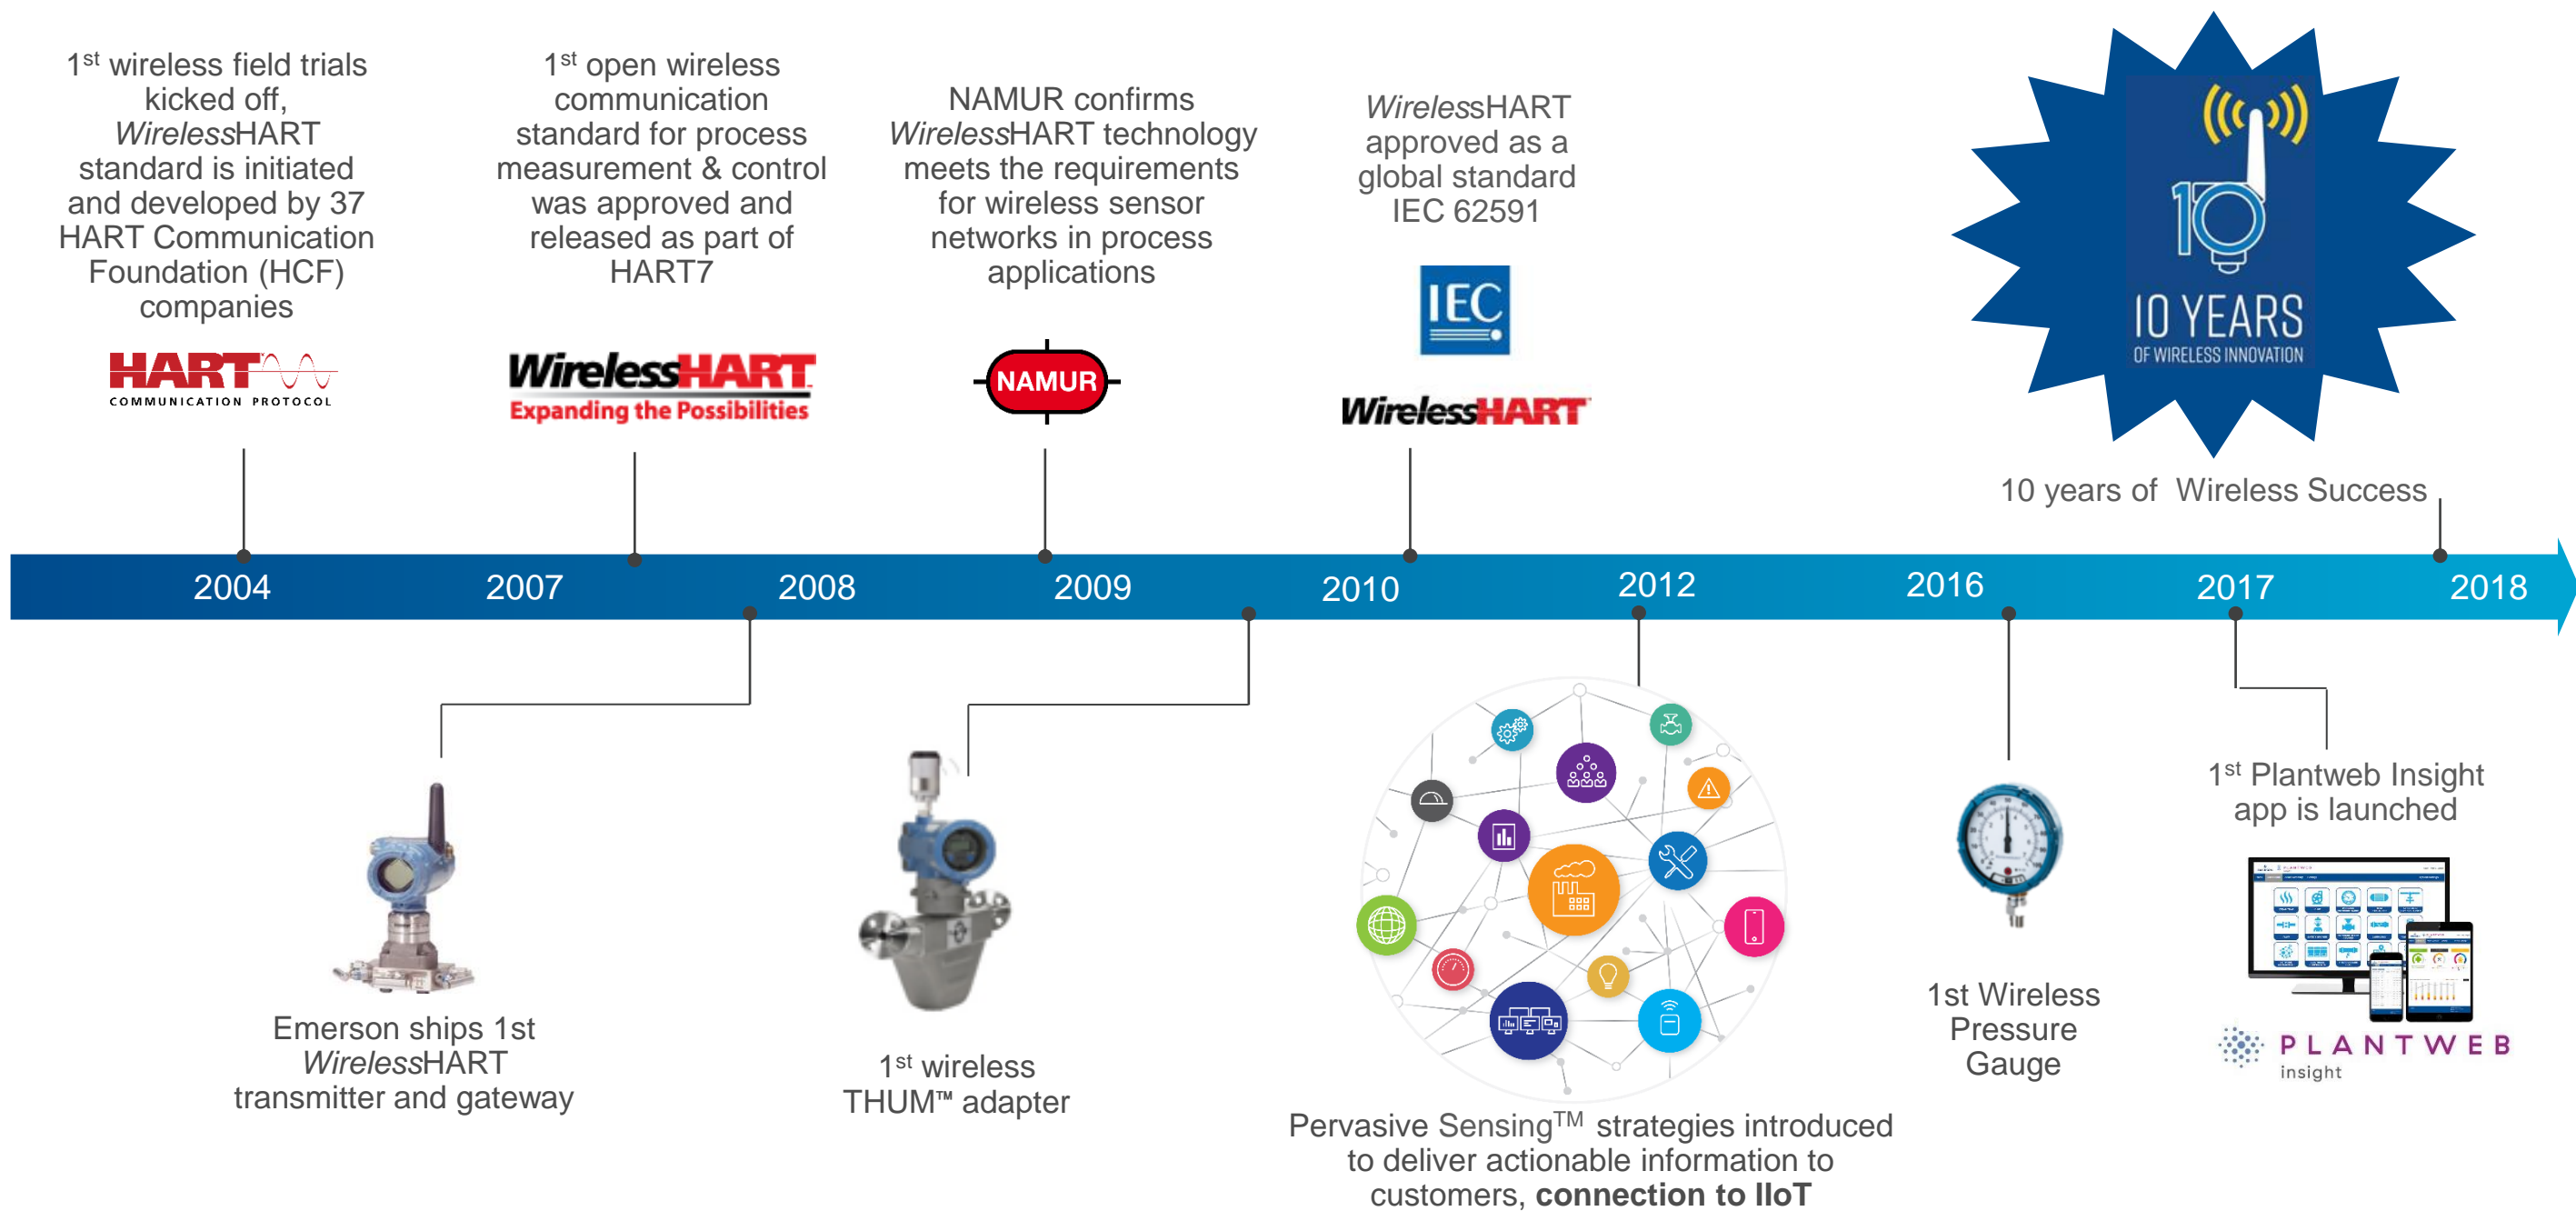 1st wireless field trials
kicked off,
WirelessHART
standard is initiated
and developed by 37
HART Communication
Foundation (HCF)
companies
HART
COMMUNICATION PROTOCOL
1st open wireless
communication
standard for process
measurement & control
was approved and
released as part of
HART7
WirelessHART™
Expanding the Possibilities
NAMUR confirms
WirelessHART technology
meets the requirements
for wireless sensor
networks in process
applications
NAMUR
WirelessHART
approved as a
global standard
IEC 62591
IEC
WirelessHART
10
10 YEARS
OF WIRELESS INNOVATION
10 years of Wireless Success
2004
2007
2008
2009
2010
2012
2016
2017
2018
Emerson ships 1st
WirelessHART
transmitter and gateway
1st wireless
THUM™ adapter
Pervasive Sensing™ strategies introduced
to deliver actionable information to
customers, connection to IIoT
1st Wireless
Pressure
Gauge
1st Plantweb Insight
app is launched
PLANTWEB
insight